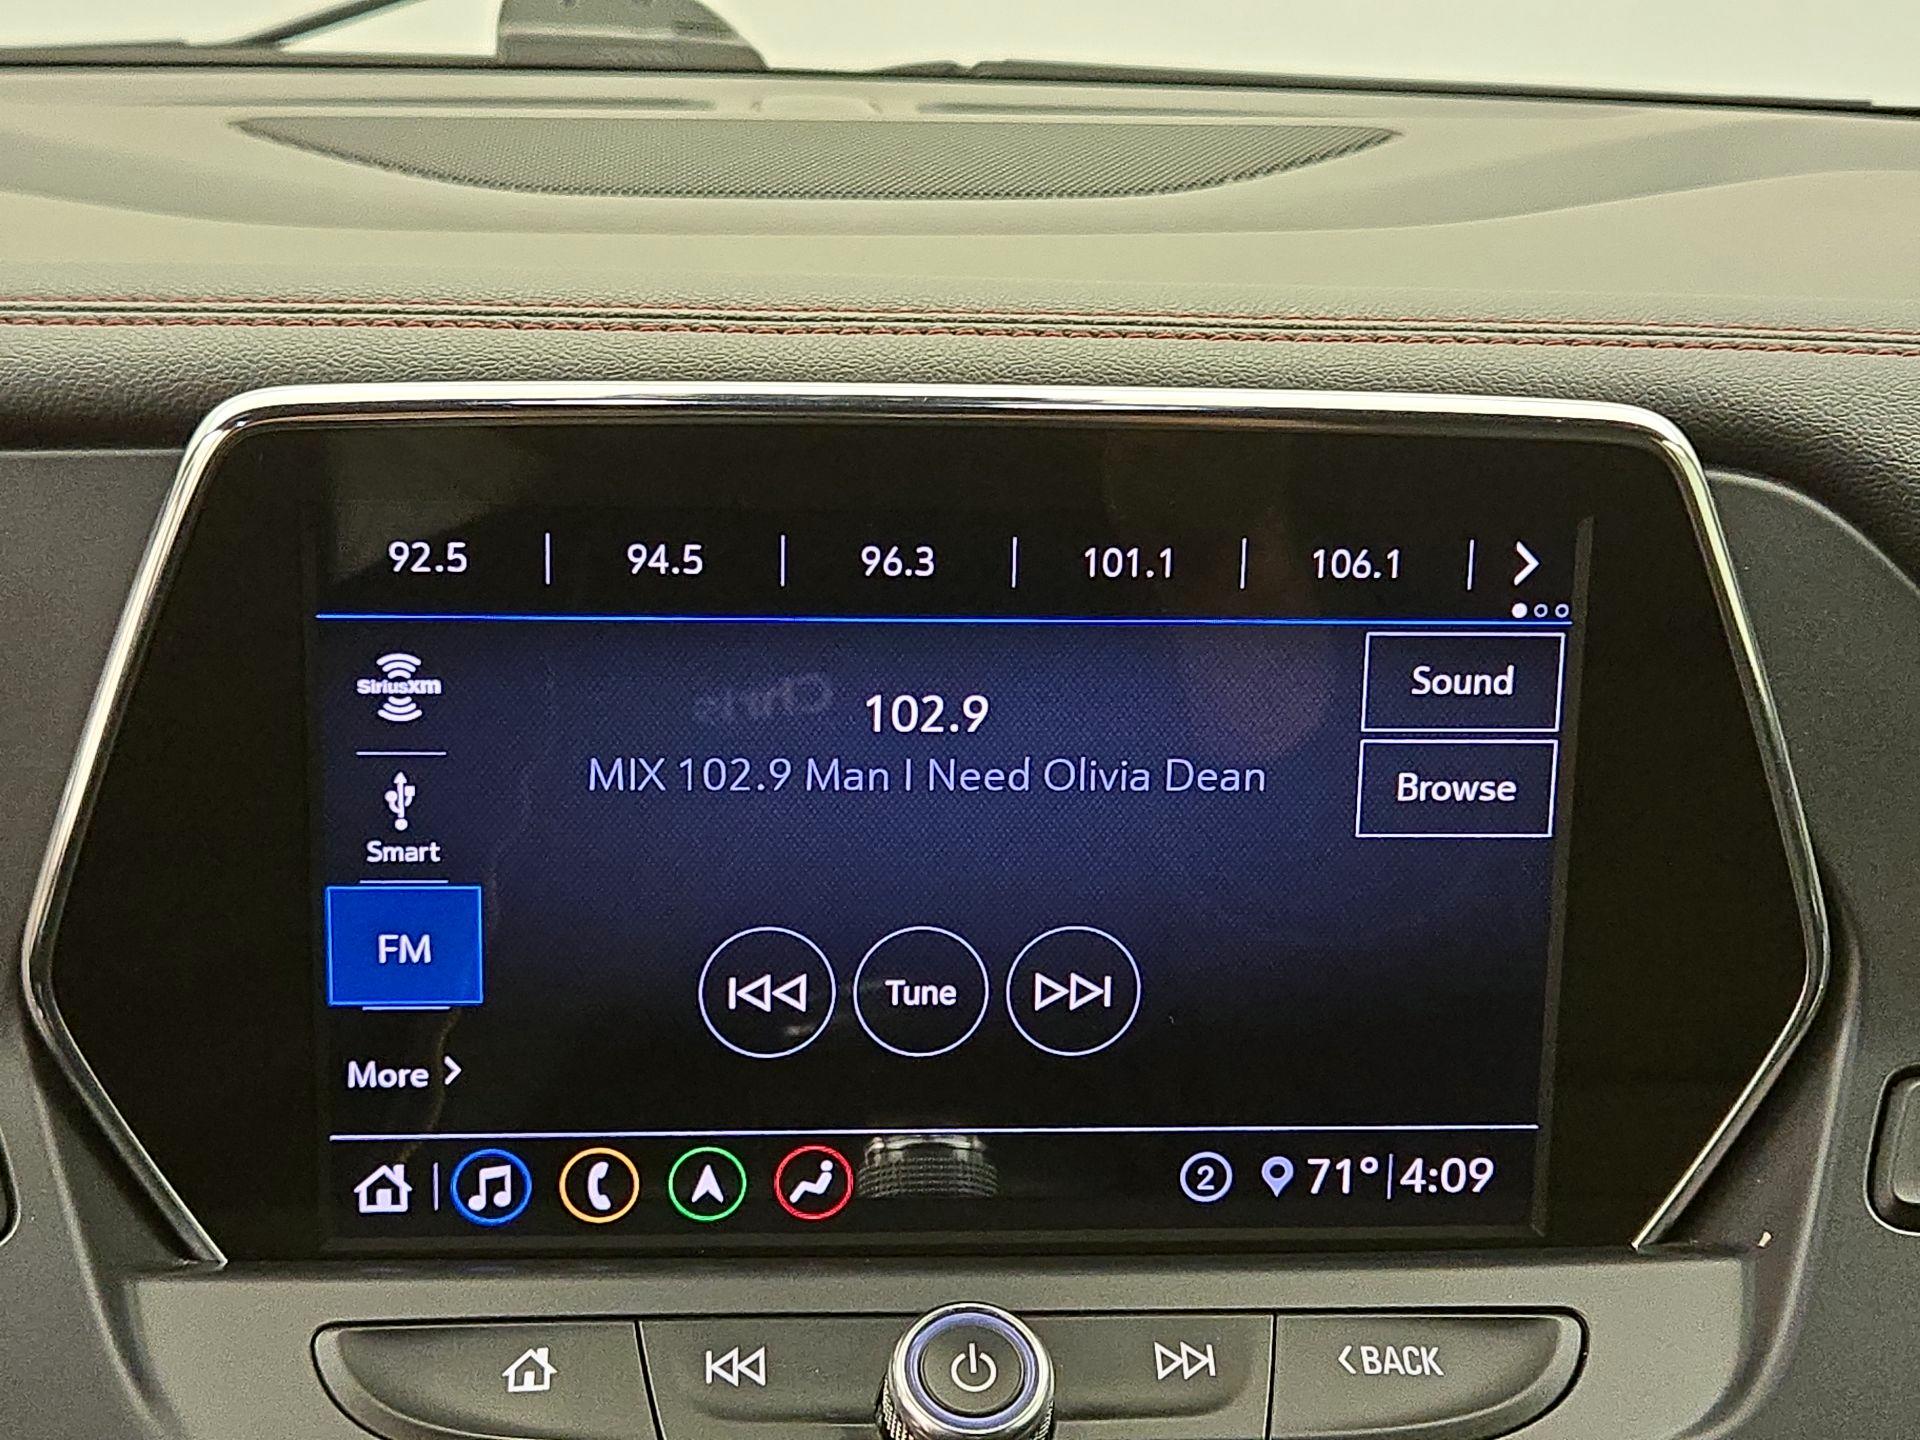 92.5 | 94.5 | 96.3 | 101.1 | 106.1
SiriusXM
Sound
102.9
MIX 102.9 Man I Need Olivia Dean
Browse
Smart
FM
Tune
More >
2 71° | 4:09
<BACK